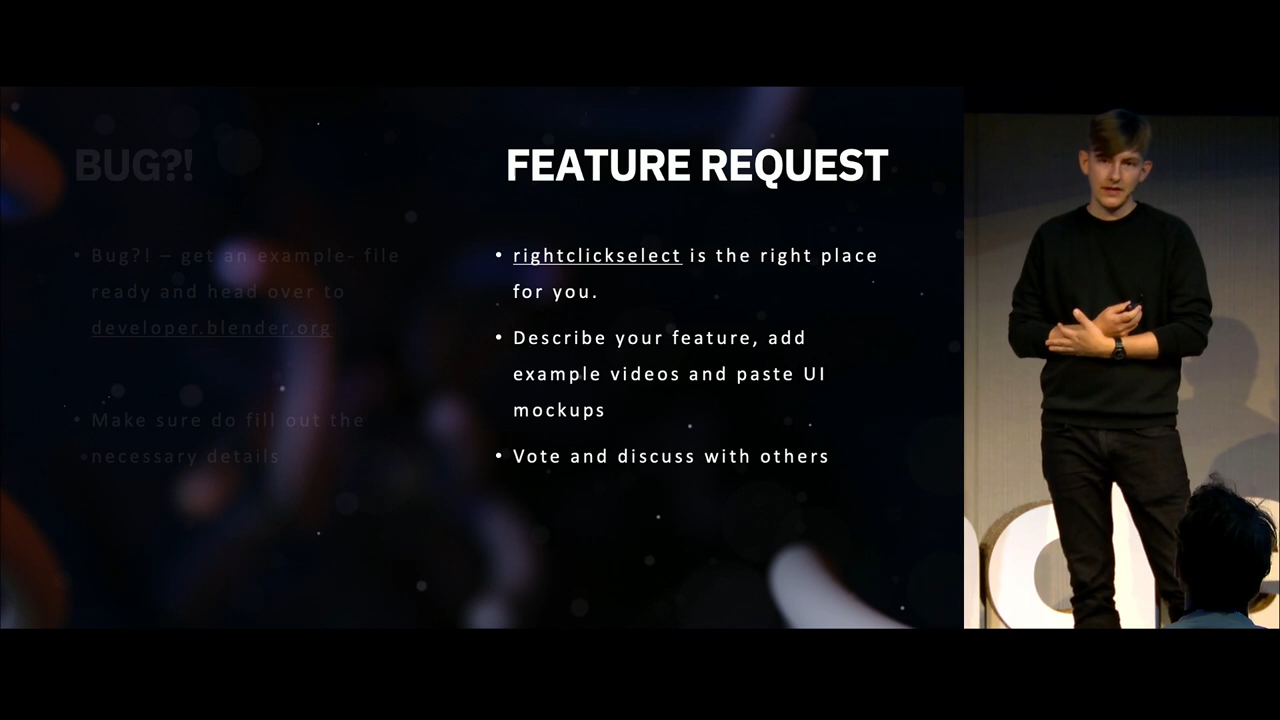 BUG?!
• Bug?! – get an example- file
ready and head over to
developer.blender.org
• Make sure do fill out the
•necessary details
FEATURE REQUEST
• rightclickselect is the right place
for you.
• Describe your feature, add
example videos and paste UI
mockups
• Vote and discuss with others